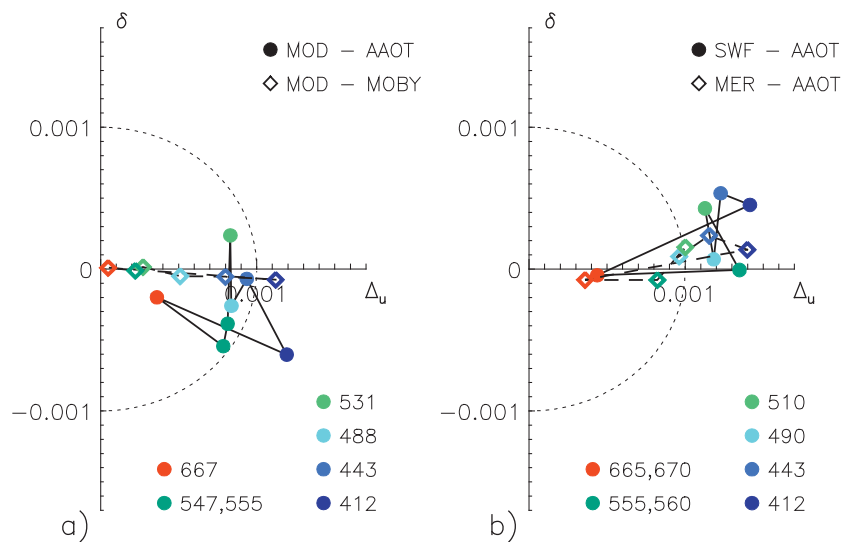 δ
MOD – AAOT
MOD – MOBY
0.001
0
0.001
Δu
−0.001
531
488
667
443
547,555
412
a)
δ
SWF – AAOT
MER – AAOT
0.001
0
0.001
Δu
−0.001
510
490
665,670
443
555,560
412
b)